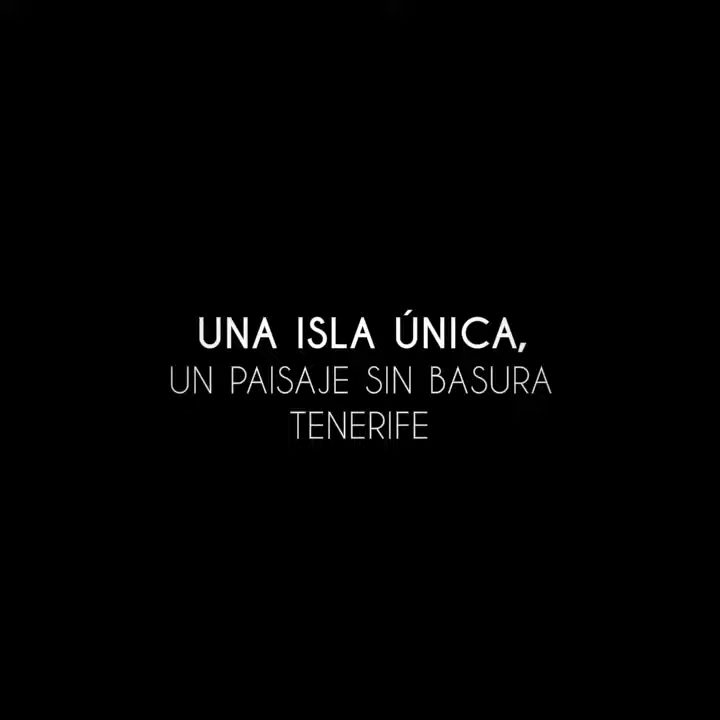 UNA ISLA ÚNICA,
UN PAISAJE SIN BASURA
TENERIFE